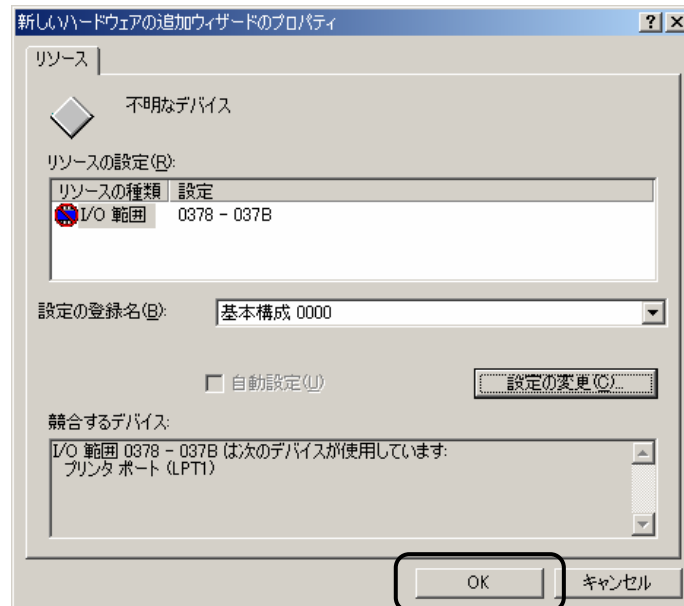 新しいハードウェアの追加ウィザードのプロパティ
リソース
不明なデバイス
リソースの設定(R):
リソースの種類 設定
I/O 範囲 0378 - 037B
設定の登録名(B): 基本構成 0000
自動設定(U) 設定の変更(C)...
競合するデバイス:
I/O 範囲 0378 - 037B は次のデバイスが使用しています:
プリンタ ポート (LPT1)
OK キャンセル